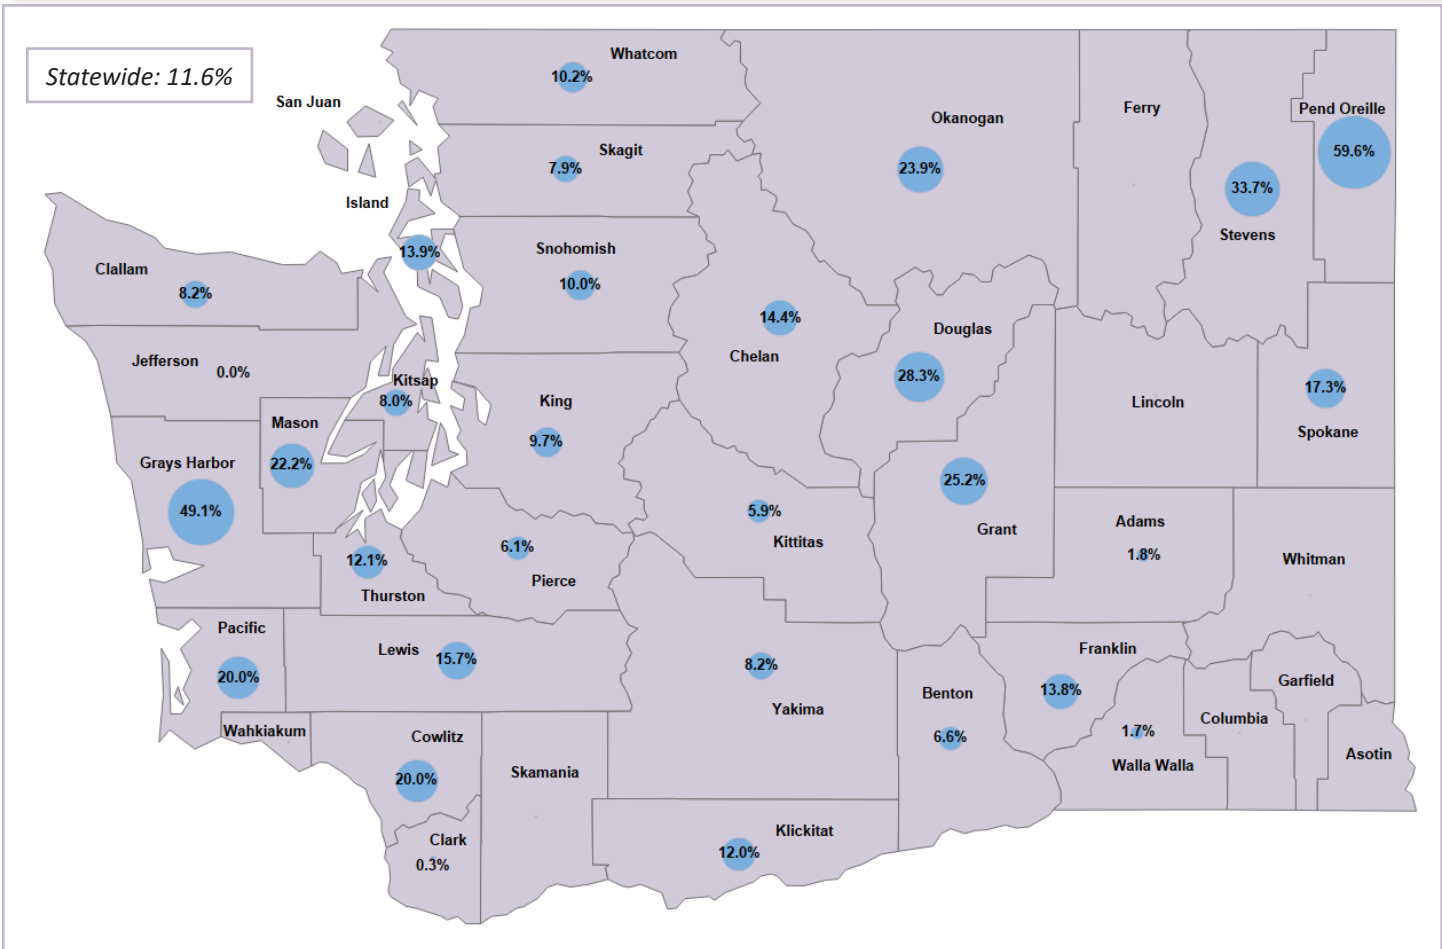 Statewide: 11.6%
Whatcom
10.2%
San Juan
Skagit
7.9%
Okanogan
23.9%
Ferry
Pend Oreille
59.6%
33.7%
Stevens
Island
13.9%
Snohomish
10.0%
Clallam
8.2%
14.4%
Chelan
Douglas
28.3%
Jefferson
0.0%
Kitsap
8.0%
King
9.7%
Lincoln
17.3%
Spokane
Mason
22.2%
Grays Harbor
49.1%
25.2%
Grant
5.9%
Kittitas
Adams
1.8%
Whitman
12.1%
Thurston
6.1%
Pierce
Pacific
20.0%
Lewis
15.7%
8.2%
Yakima
Benton
6.6%
Franklin
13.8%
1.7%
Walla Walla
Columbia
Garfield
Asotin
Wahkiakum
Cowlitz
20.0%
Skamania
Clark
0.3%
Klickitat
12.0%